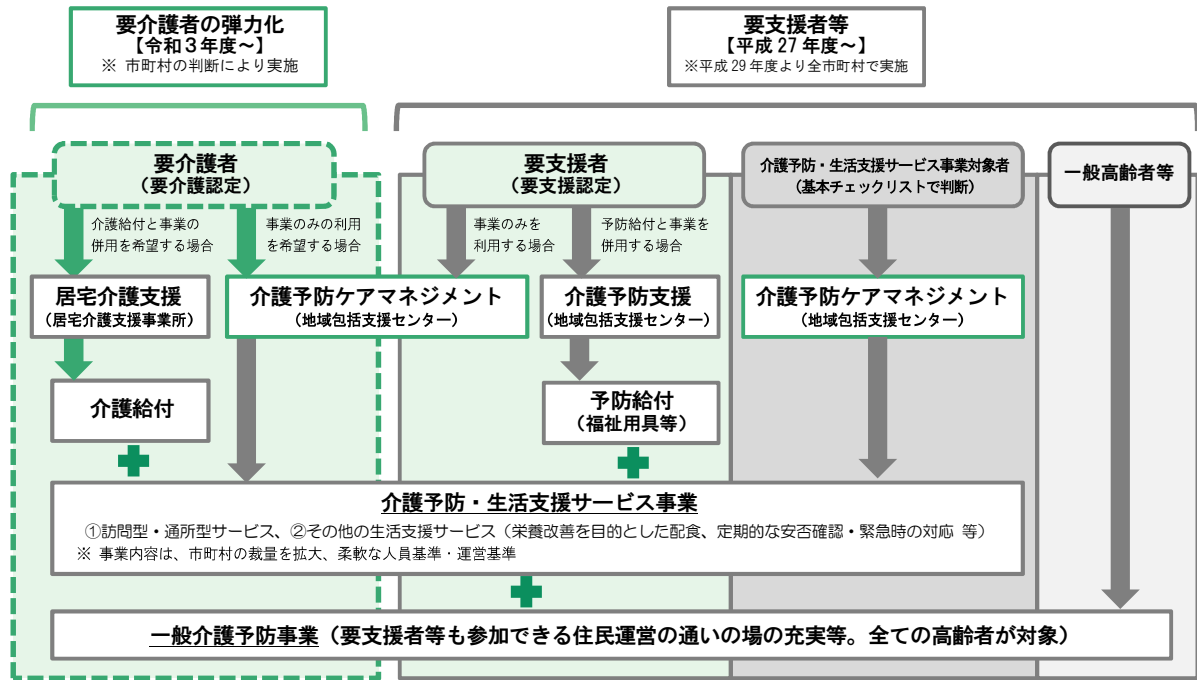 要介護者の弾力化
【令和３年度～】
※ 市町村の判断により実施
要支援者等
【平成 27 年度～】
※平成 29 年度より全市町村で実施
要介護者
（要介護認定）
要支援者
（要支援認定）
介護予防・生活支援サービス事業対象者
（基本チェックリストで判断）
一般高齢者等
介護給付と事業の
併用を希望する場合
事業のみの利用
を希望する場合
事業のみを
利用する場合
予防給付と事業を
併用する場合
居宅介護支援
（居宅介護支援事業所）
介護予防ケアマネジメント
（地域包括支援センター）
介護予防支援
（地域包括支援センター）
介護予防ケアマネジメント
（地域包括支援センター）
介護給付
予防給付
（福祉用具等）
介護予防・生活支援サービス事業
①訪問型・通所型サービス、②その他の生活支援サービス（栄養改善を目的とした配食、定期的な安否確認・緊急時の対応 等）
※ 事業内容は、市町村の裁量を拡大、柔軟な人員基準・運営基準
一般介護予防事業（要支援者等も参加できる住民運営の通いの場の充実等。全ての高齢者が対象）